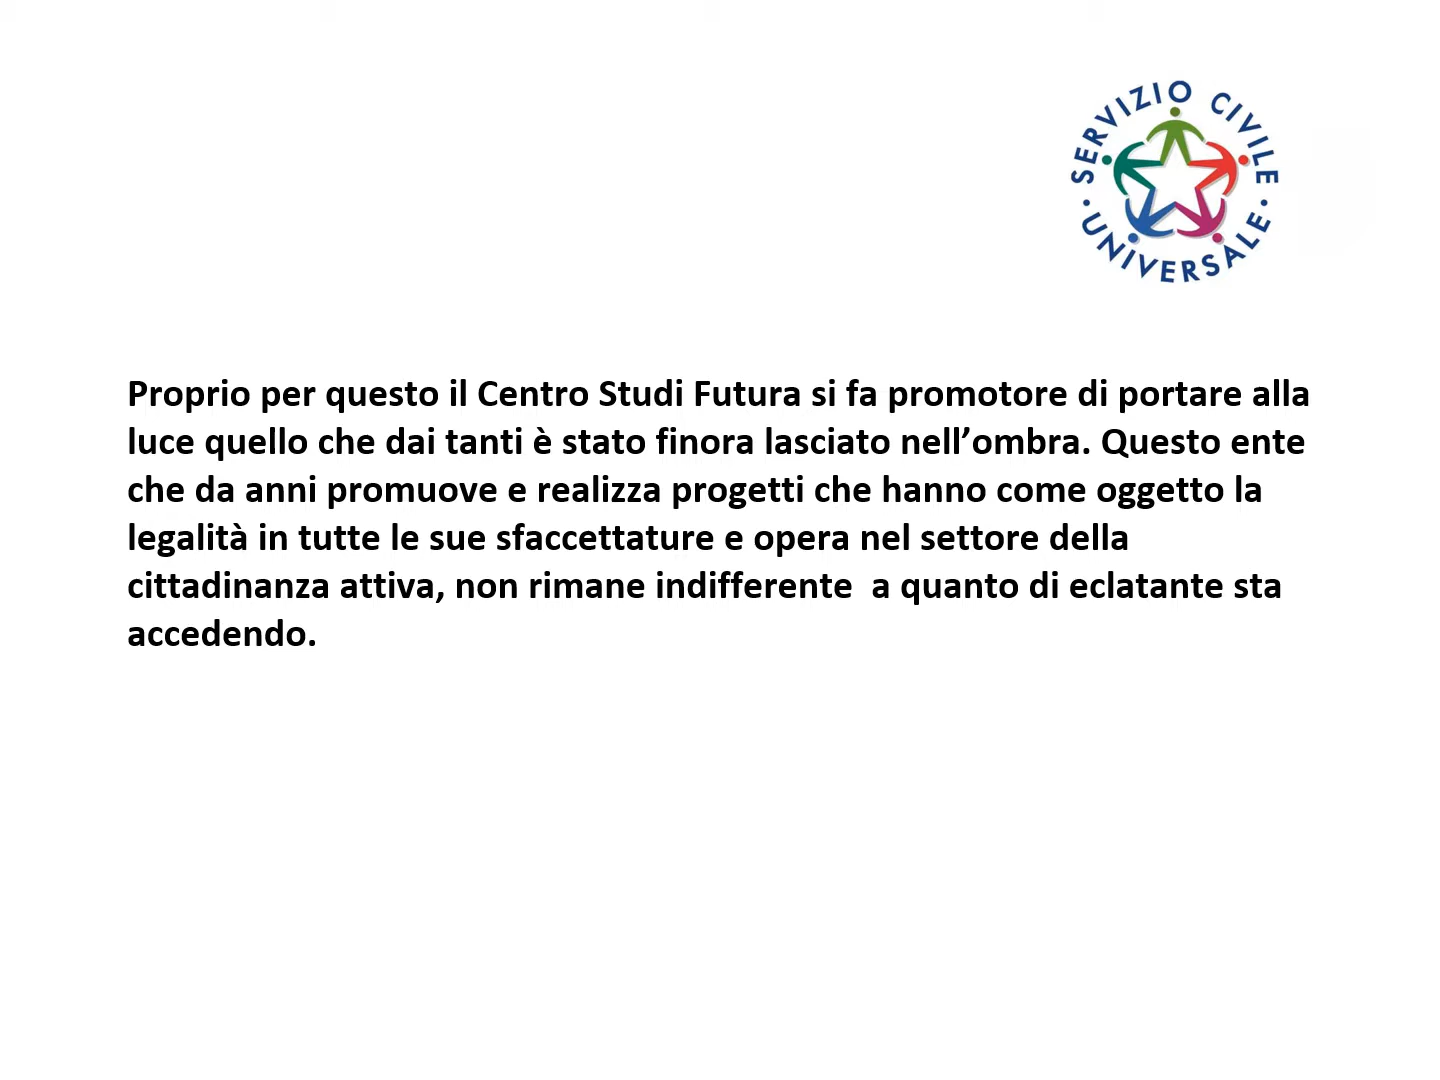 SERVIZIO CIVILE
• UNIVERSALE •
Proprio per questo il Centro Studi Futura si fa promotore di portare alla
luce quello che dai tanti è stato finora lasciato nell’ombra. Questo ente
che da anni promuove e realizza progetti che hanno come oggetto la
legalità in tutte le sue sfaccettature e opera nel settore della
cittadinanza attiva, non rimane indifferente  a quanto di eclatante sta
accedendo.